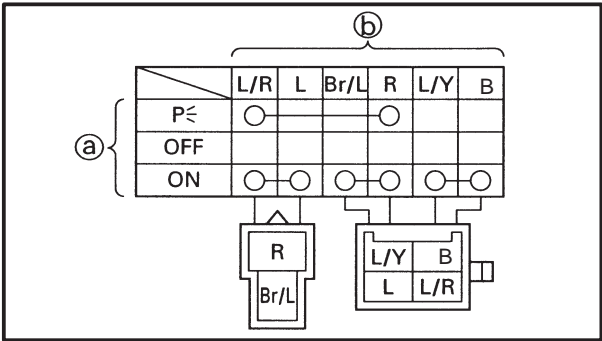 ⓑ
L/R L Br/L R L/Y B
ⓐ
P
OFF
ON
R
Br/L
L/Y B
L L/R